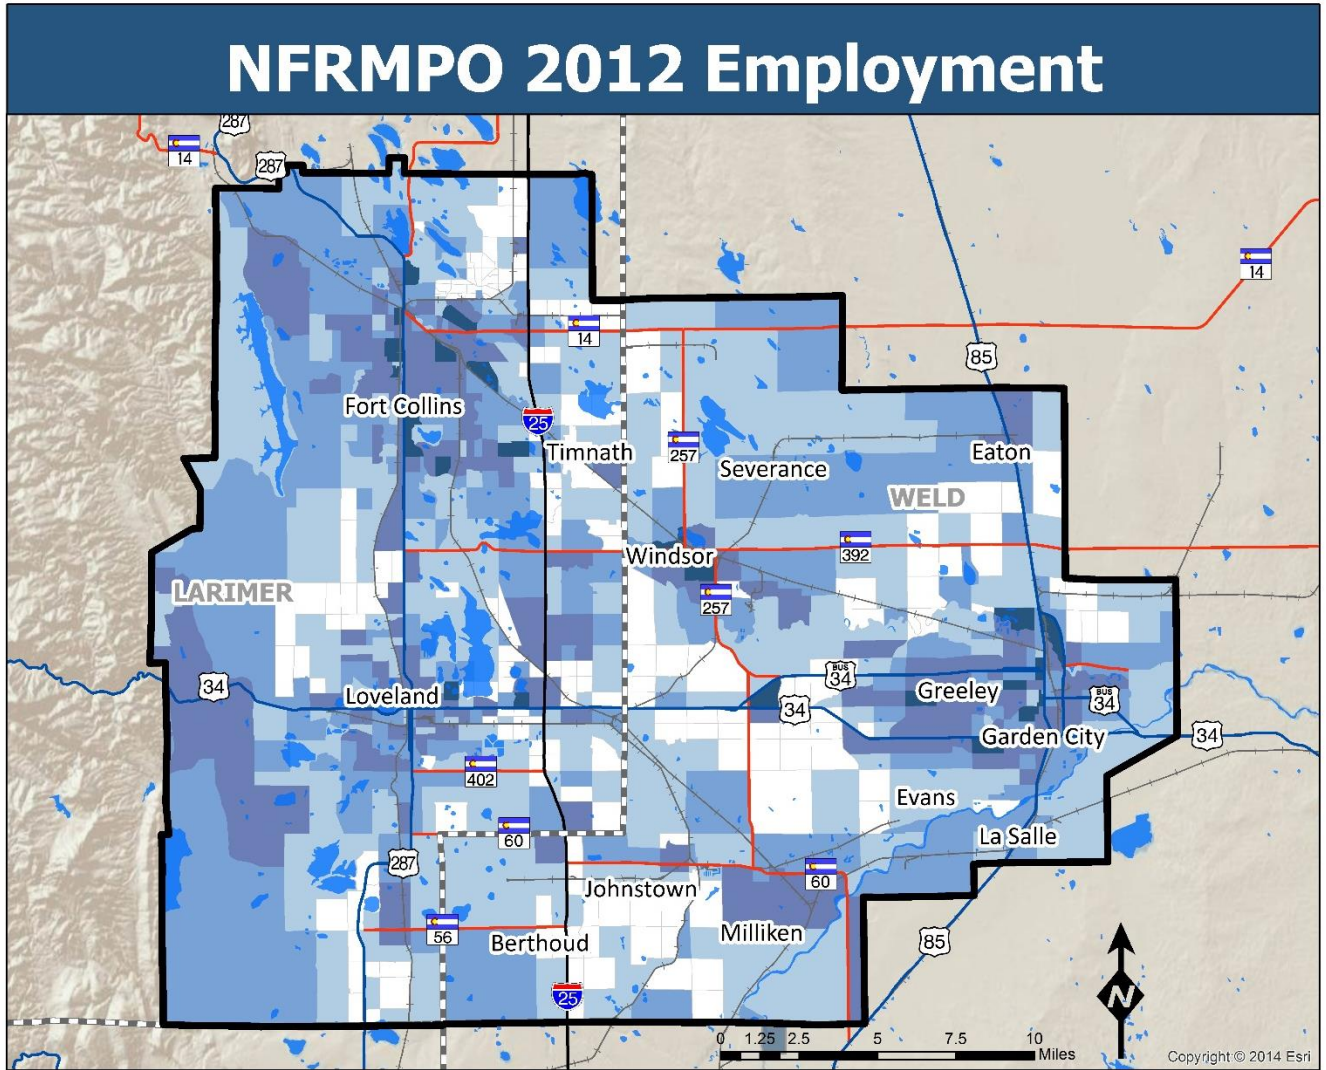 NFRMPO 2012 Employment
287
14
287
14
14
85
Fort Collins
25
Timnath
257
Severance
Eaton
WELD
Windsor
392
LARIMER
257
34
Loveland
BUS
34
Greeley
34
BUS
34
Garden City
34
402
Evans
60
La Salle
287
60
Johnstown
56
Berthoud
Milliken
85
25
N
0 1.25 2.5 5 7.5 10
Miles
Copyright © 2014 Esri